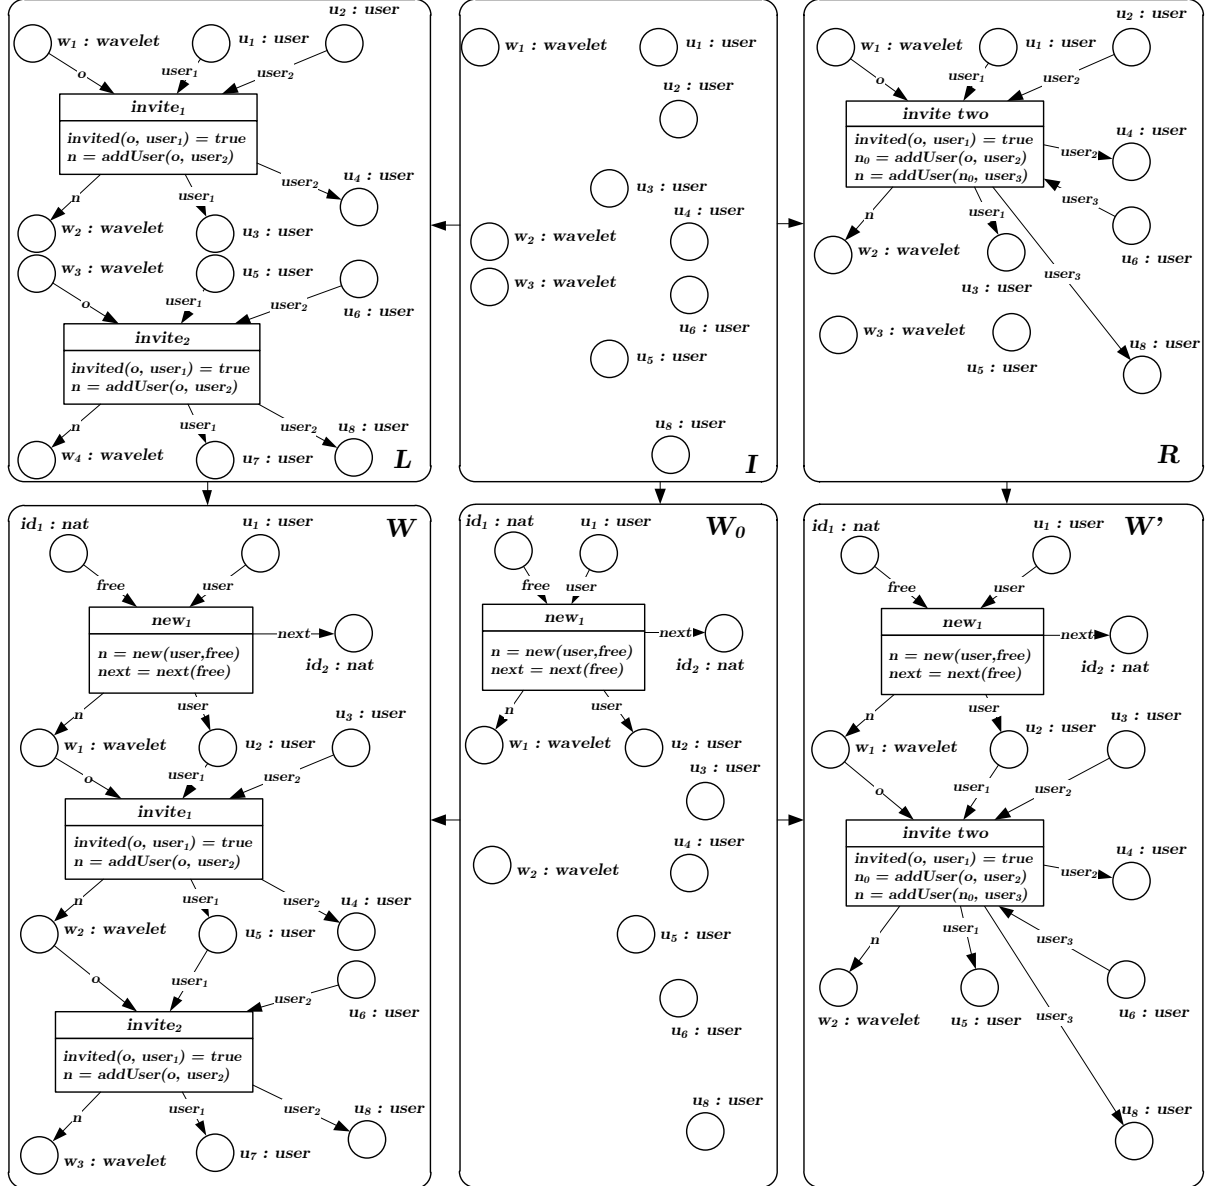 u₂ : user
w₁ : wavelet
u₁ : user
o
user₁
user₂
invite₁
invited(o, user₁) = true
n = addUser(o, user₂)
n
user₁
user₂
u₄ : user
w₂ : wavelet
u₃ : user
w₃ : wavelet
u₅ : user
o
user₁
user₂
u₆ : user
invite₂
invited(o, user₁) = true
n = addUser(o, user₂)
n
user₁
user₂
u₈ : user
w₄ : wavelet
u₇ : user
L
w₁ : wavelet
u₁ : user
u₂ : user
u₃ : user
u₄ : user
w₂ : wavelet
w₃ : wavelet
u₆ : user
u₅ : user
u₈ : user
I
u₂ : user
w₁ : wavelet
u₁ : user
o
user₁
user₂
invite two
invited(o, user₁) = true
n₀ = addUser(o, user₂)
n = addUser(n₀, user₃)
u₄ : user
user₂
user₃
n
user₁
w₂ : wavelet
u₆ : user
user₃
u₃ : user
w₃ : wavelet
u₈ : user
u₅ : user
R
id₁ : nat
u₁ : user
W
free
user
new₁
n = new(user,free)
next = next(free)
next
id₂ : nat
n
user
u₃ : user
w₁ : wavelet
u₂ : user
o
user₁
user₂
invite₁
invited(o, user₁) = true
n = addUser(o, user₂)
n
user₁
user₂
u₄ : user
w₂ : wavelet
u₅ : user
o
user₁
user₂
u₆ : user
invite₂
invited(o, user₁) = true
n = addUser(o, user₂)
n
user₁
user₂
u₈ : user
w₃ : wavelet
u₇ : user
id₁ : nat
u₁ : user
W₀
free
user
new₁
n = new(user,free)
next = next(free)
next
id₂ : nat
n
user
w₁ : wavelet
u₂ : user
u₃ : user
u₄ : user
w₂ : wavelet
u₅ : user
u₆ : user
u₈ : user
id₁ : nat
u₁ : user
W'
free
user
new₁
n = new(user,free)
next = next(free)
next
id₂ : nat
n
user
u₃ : user
w₁ : wavelet
u₂ : user
o
user₁
user₂
invite two
invited(o, user₁) = true
n₀ = addUser(o, user₂)
n = addUser(n₀, user₃)
u₄ : user
user₂
n
user₁
user₃
w₂ : wavelet
u₅ : user
u₆ : user
user₃
u₈ : user